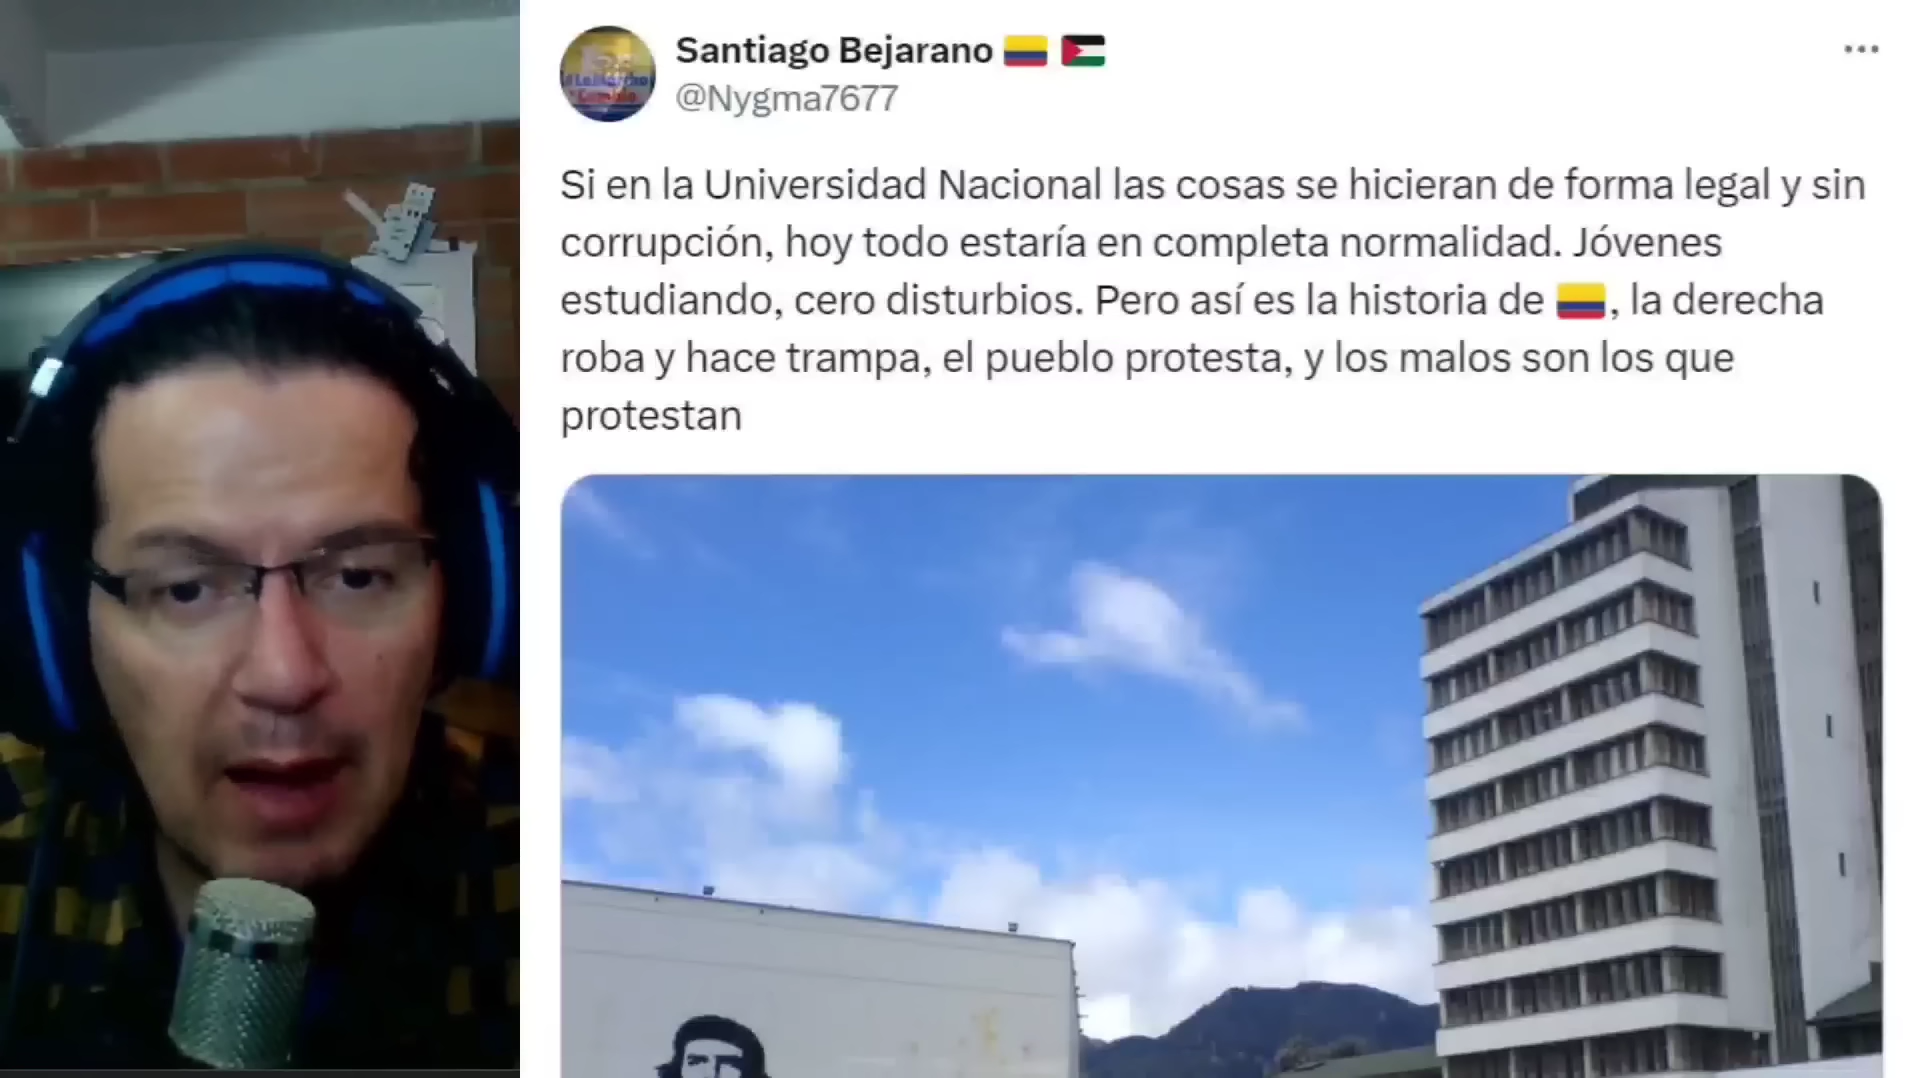 Santiago Bejarano 🇨🇴 🇵🇸
@Nygma7677
Si en la Universidad Nacional las cosas se hicieran de forma legal y sin
corrupción, hoy todo estaría en completa normalidad. Jóvenes
estudiando, cero disturbios. Pero así es la historia de 🇨🇴, la derecha
roba y hace trampa, el pueblo protesta, y los malos son los que
protestan